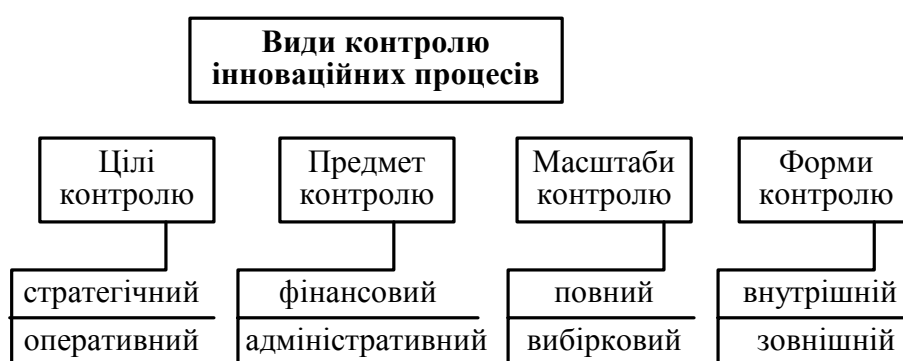 Види контролю
інноваційних процесів
Цілі
контролю
Предмет
контролю
Масштаби
контролю
Форми
контролю
стратегічний
оперативний
фінансовий
адміністративний
повний
вибірковий
внутрішній
зовнішній